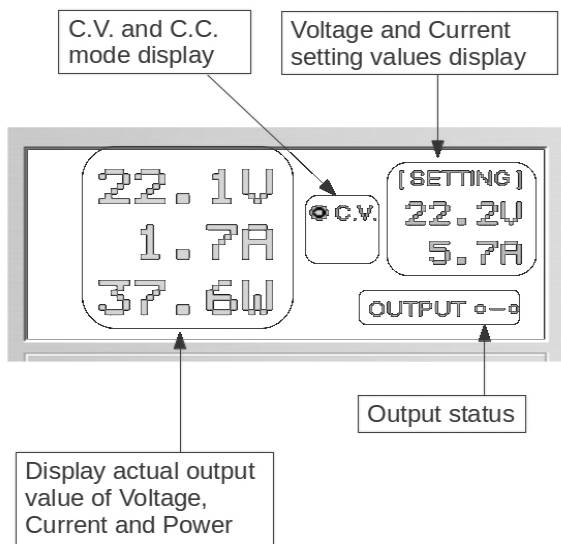 C.V. and C.C.
mode display
Voltage and Current
setting values display
22.1V
1.7A
37.6W
C.V.
[SETTING]
22.2V
5.7A
OUTPUT
Output status
Display actual output
value of Voltage,
Current and Power